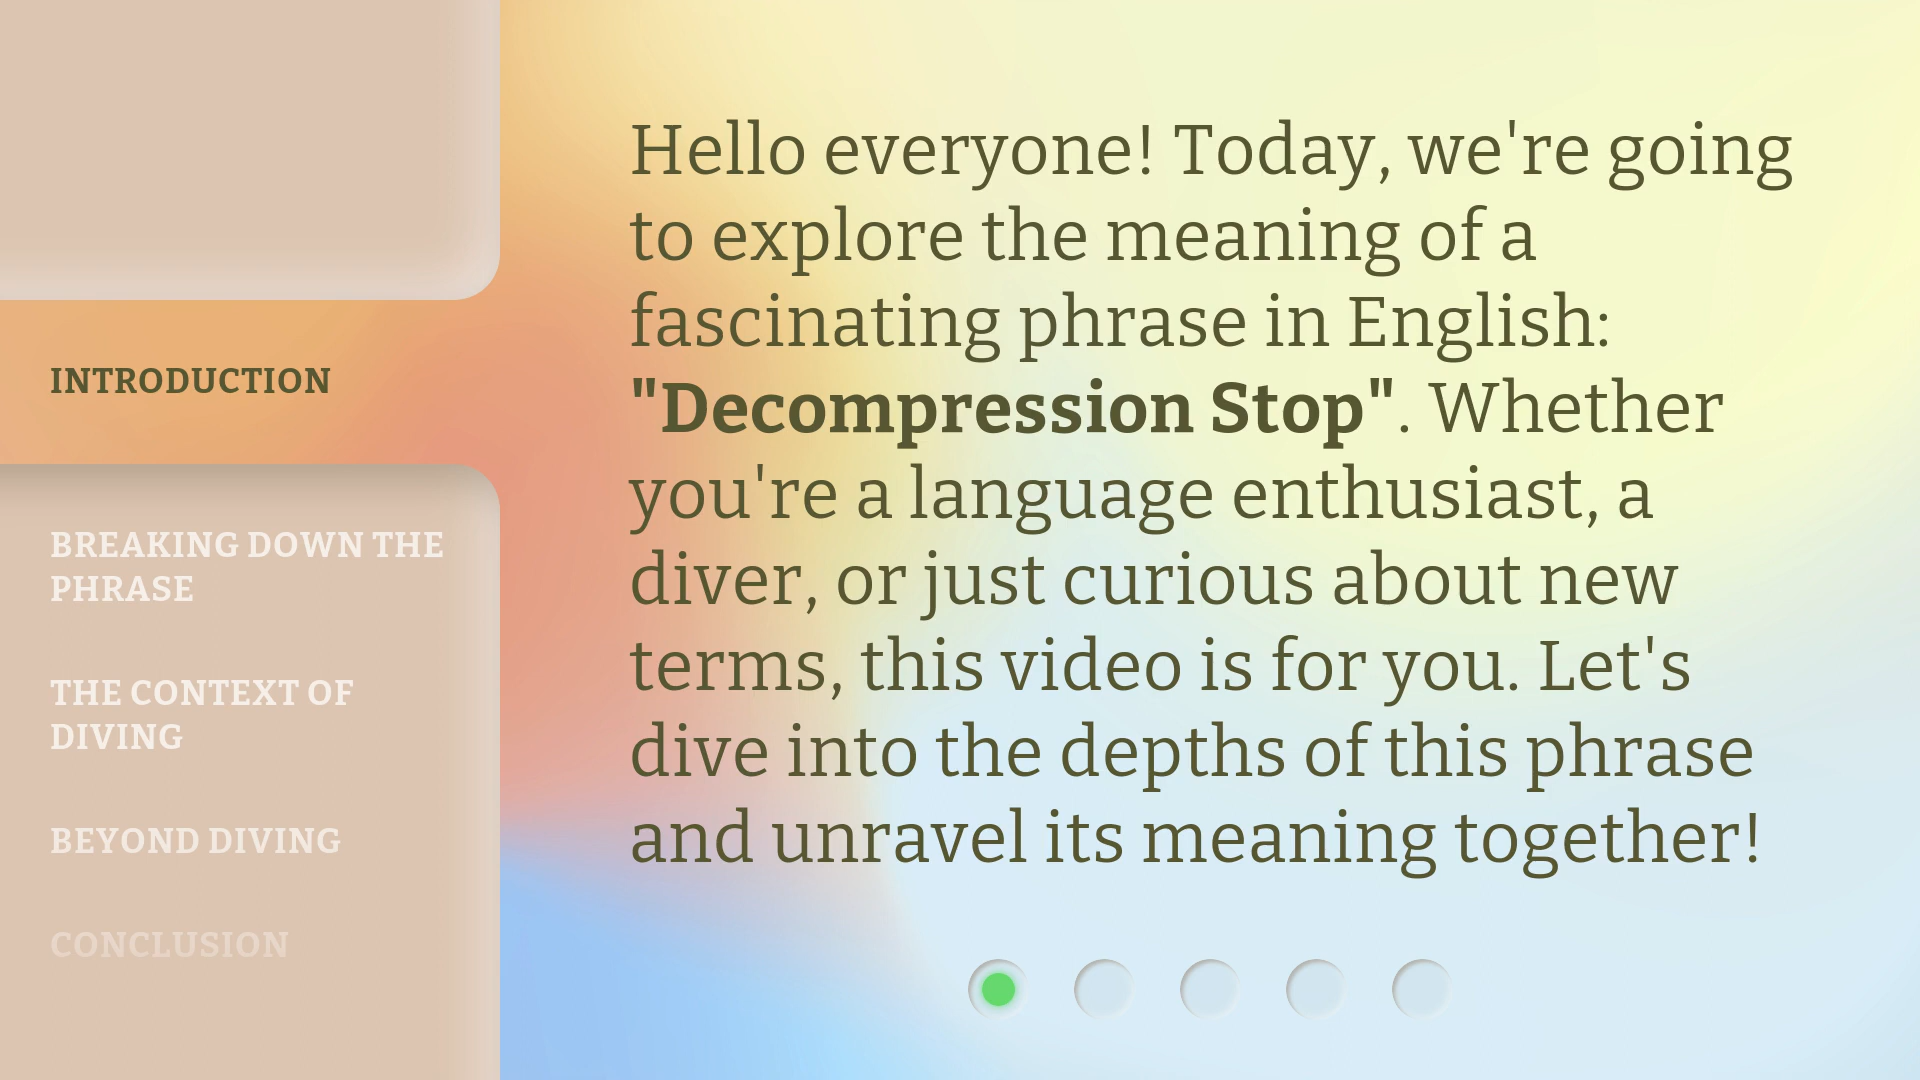 INTRODUCTION
BREAKING DOWN THE
PHRASE
THE CONTEXT OF
DIVING
BEYOND DIVING
CONCLUSION
Hello everyone! Today, we're going
to explore the meaning of a
fascinating phrase in English:
"Decompression Stop". Whether
you're a language enthusiast, a
diver, or just curious about new
terms, this video is for you. Let's
dive into the depths of this phrase
and unravel its meaning together!